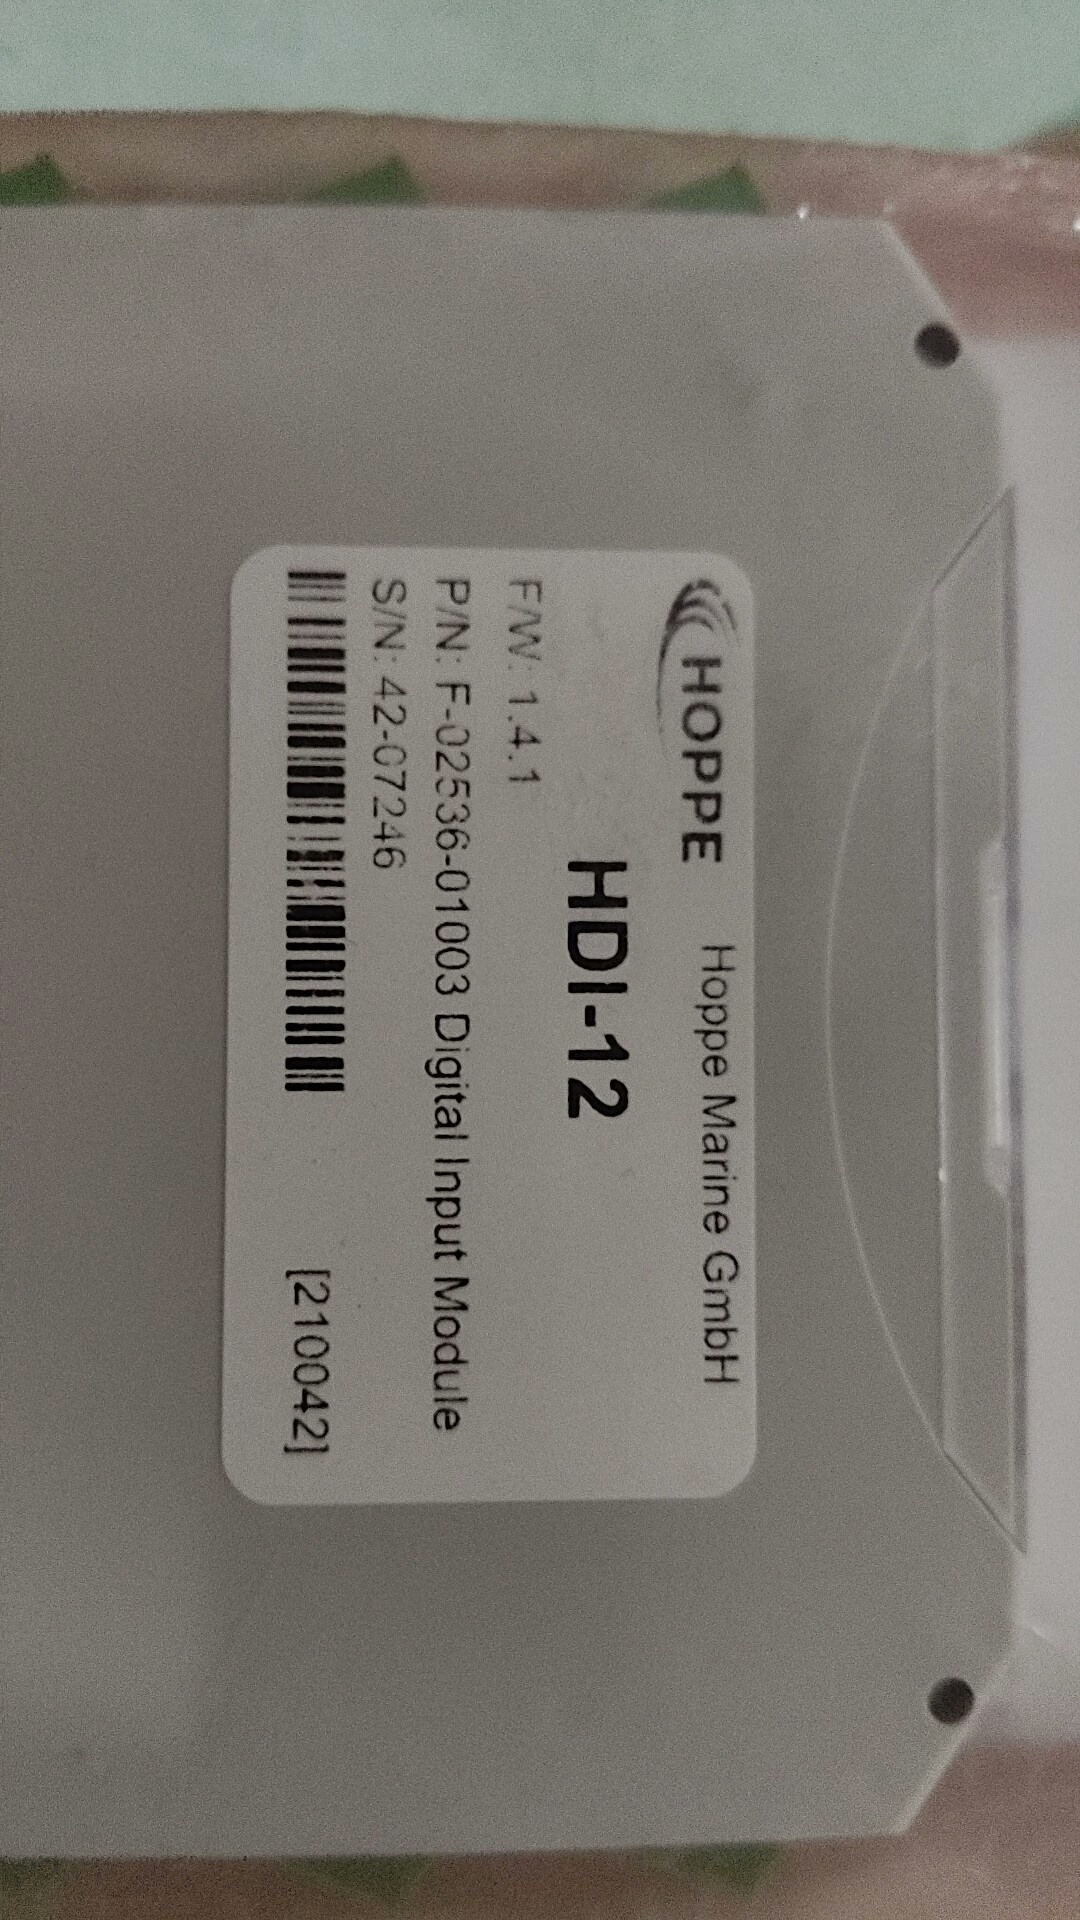 HOPPE Hoppe Marine GmbH
HDI-12
F/W: 1.4.1
P/N: F-02536-01003 Digital Input Module
S/N: 42-07246
[210042]